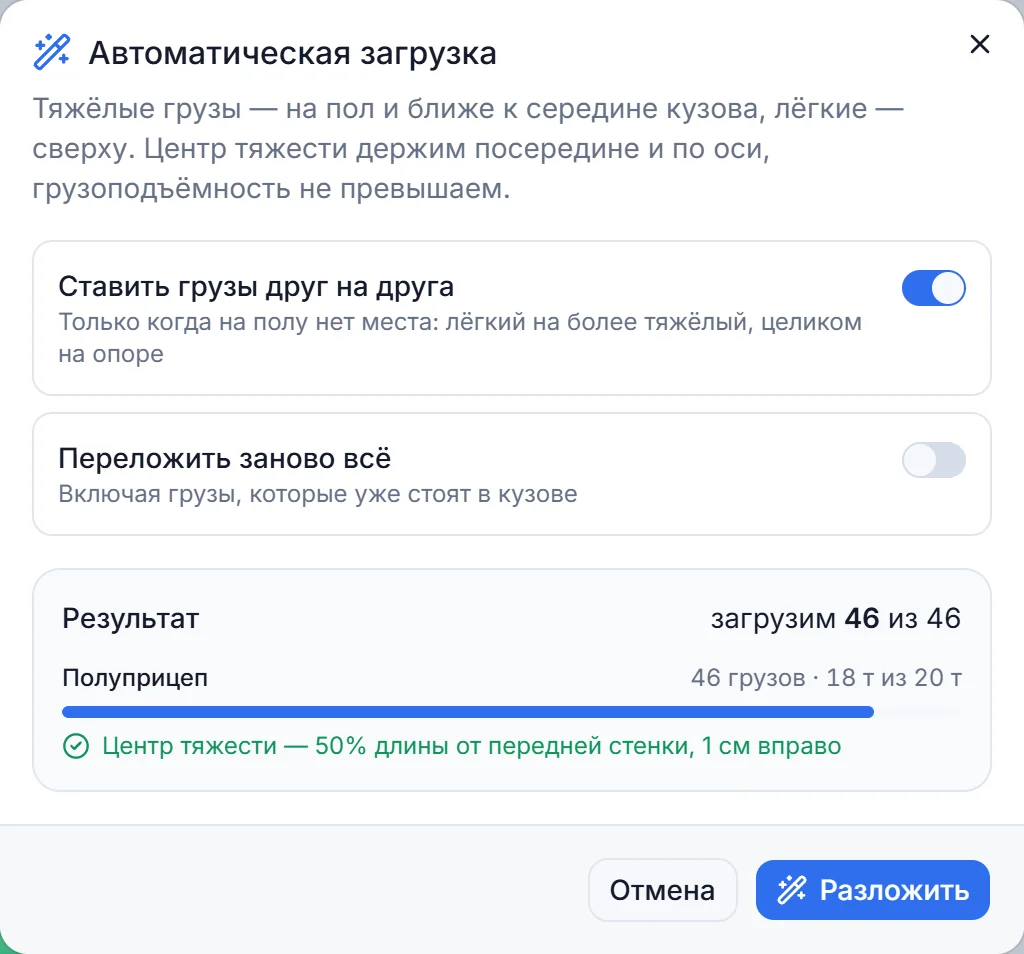 Автоматическая загрузка
Тяжёлые грузы — на пол и ближе к середине кузова, лёгкие —
сверху. Центр тяжести держим посередине и по оси,
грузоподъёмность не превышаем.
Ставить грузы друг на друга
Только когда на полу нет места: лёгкий на более тяжёлый, целиком
на опоре
Переложить заново всё
Включая грузы, которые уже стоят в кузове
Результат загрузим 46 из 46
Полуприцеп 46 грузов · 18 т из 20 т
Центр тяжести — 50% длины от передней стенки, 1 см вправо
Отмена Разложить